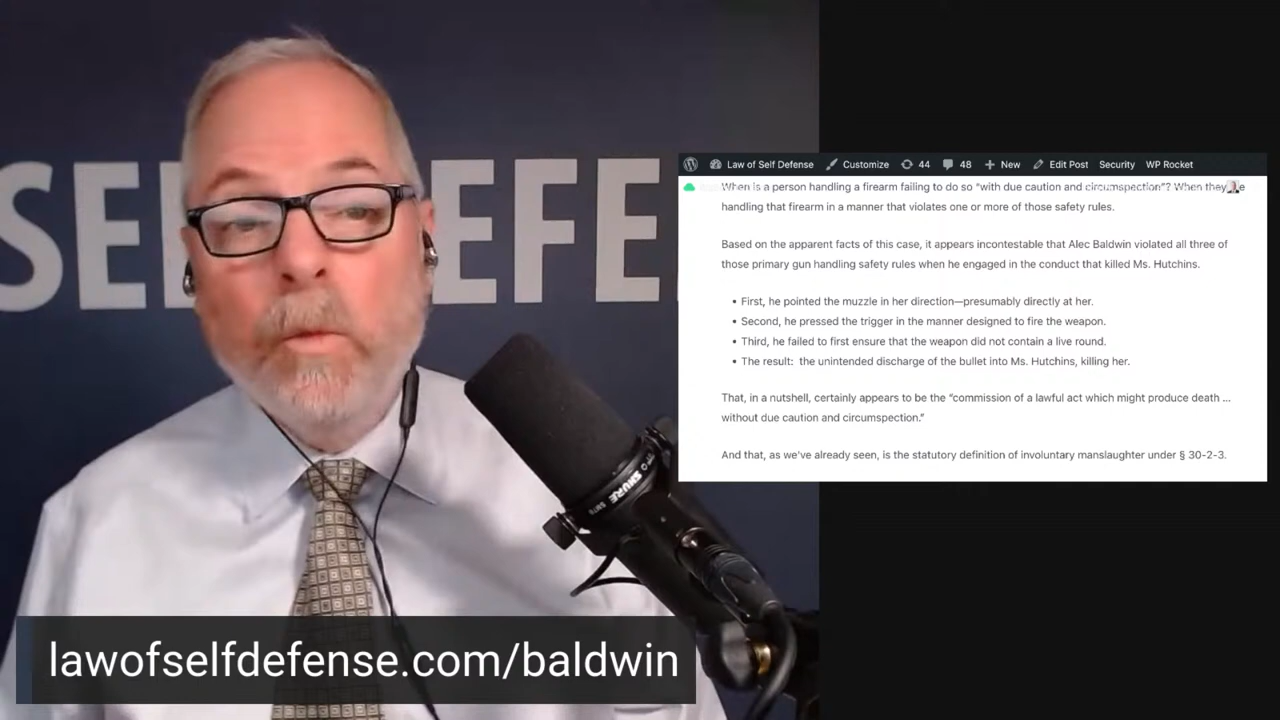 SELF DEFE
SHURE
lawofselfdefense.com/baldwin
Law of Self Defense Customize 44 48 New Edit Post Security WP Rocket
When is a person handling a firearm failing to do so “with due caution and circumspection”? When they
handling that firearm in a manner that violates one or more of those safety rules.
Based on the apparent facts of this case, it appears incontestable that Alec Baldwin violated all three of
those primary gun handling safety rules when he engaged in the conduct that killed Ms. Hutchins.
• First, he pointed the muzzle in her direction—presumably directly at her.
• Second, he pressed the trigger in the manner designed to fire the weapon.
• Third, he failed to first ensure that the weapon did not contain a live round.
• The result: the unintended discharge of the bullet into Ms. Hutchins, killing her.
That, in a nutshell, certainly appears to be the “commission of a lawful act which might produce death ...
without due caution and circumspection.”
And that, as we've already seen, is the statutory definition of involuntary manslaughter under § 30-2-3.